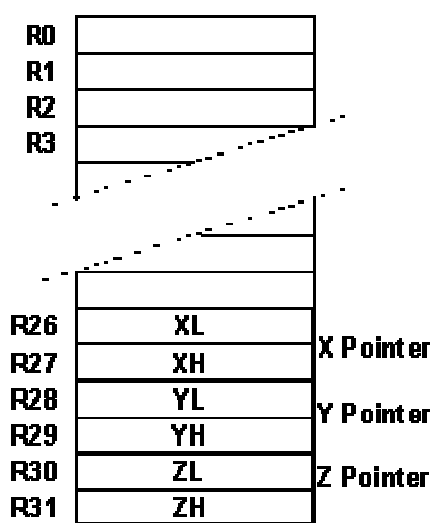 R0
R1
R2
R3
R26 XL
X Pointer
R27 XH
R28 YL
Y Pointer
R29 YH
R30 ZL
Z Pointer
R31 ZH